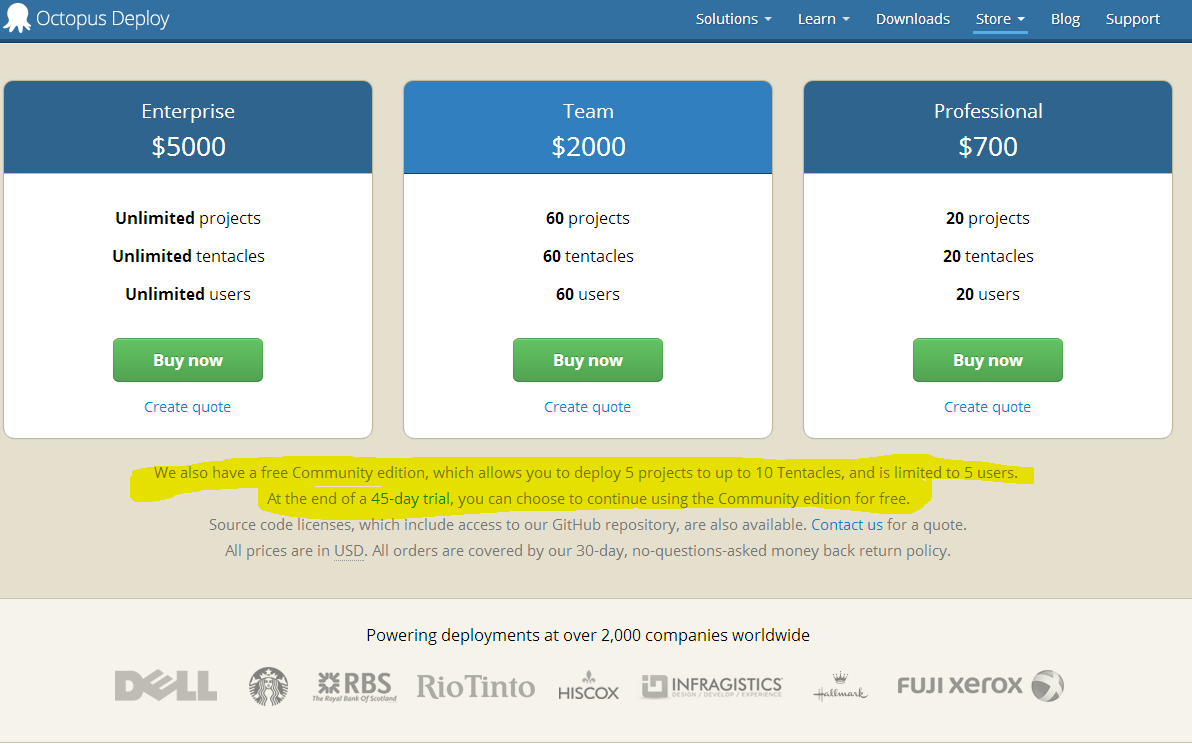 Octopus Deploy
Solutions Learn Downloads Store Blog Support
Enterprise
$5000
Unlimited projects
Unlimited tentacles
Unlimited users
Buy now
Create quote
Team
$2000
60 projects
60 tentacles
60 users
Buy now
Create quote
Professional
$700
20 projects
20 tentacles
20 users
Buy now
Create quote
We also have a free Community edition, which allows you to deploy 5 projects to up to 10 Tentacles, and is limited to 5 users.
At the end of a 45-day trial, you can choose to continue using the Community edition for free.
Source code licenses, which include access to our GitHub repository, are also available. Contact us for a quote.
All prices are in USD. All orders are covered by our 30-day, no-questions-asked money back return policy.
Powering deployments at over 2,000 companies worldwide
DELL
RBS
The Royal Bank Of Scotland
RioTinto
HISCOX
INFRAGISTICS
DESIGN / DEVELOP / EXPERIENCE
Hallmark
FUJI XEROX